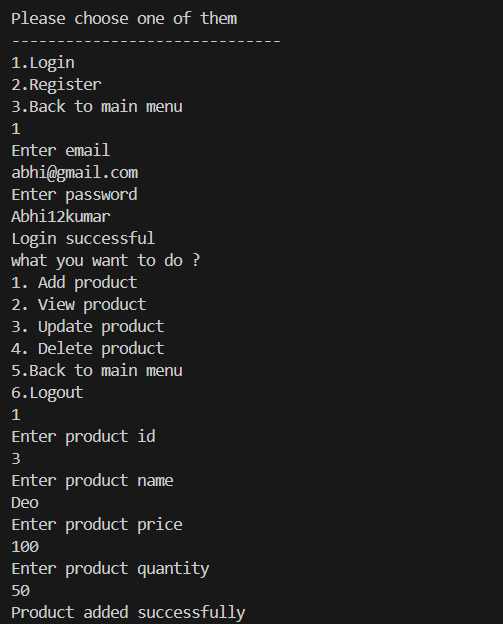 Please choose one of them
------------------------------
1.Login
2.Register
3.Back to main menu
1
Enter email
abhi@gmail.com
Enter password
Abhi12kumar
Login successful
what you want to do ?
1. Add product
2. View product
3. Update product
4. Delete product
5.Back to main menu
6.Logout
1
Enter product id
3
Enter product name
Deo
Enter product price
100
Enter product quantity
50
Product added successfully